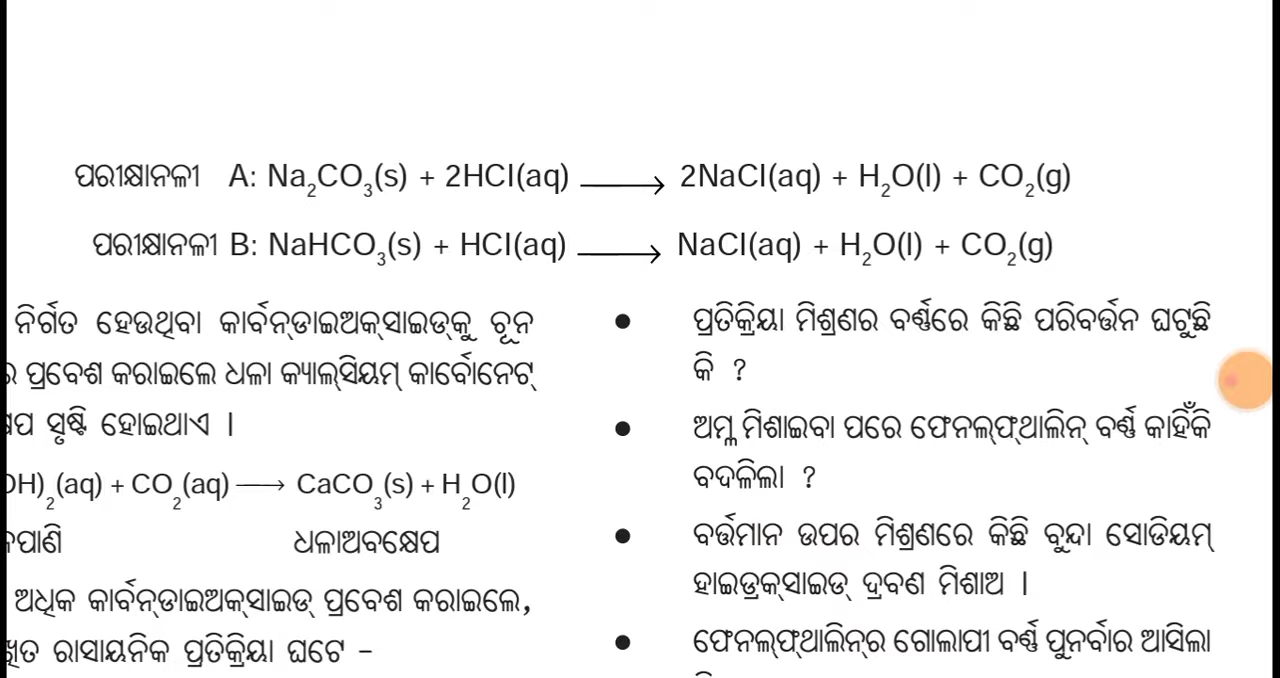 ପରୀକ୍ଷାନଳୀ A: Na₂CO₃(s) + 2HCl(aq) ⟶ 2NaCl(aq) + H₂O(l) + CO₂(g)
ପରୀକ୍ଷାନଳୀ B: NaHCO₃(s) + HCl(aq) ⟶ NaCl(aq) + H₂O(l) + CO₂(g)
ନିର୍ଗତ ହେଉଥିବା କାର୍ବନ୍‌ଡାଇଅକ୍‌ସାଇଡ୍‌କୁ ଚୂନ
ପ୍ରବେଶ କରାଇଲେ ଧଳା କ୍ୟାଲ୍‌ସିୟମ୍ କାର୍ବୋନେଟ୍
ସୃଷ୍ଟି ହୋଇଥାଏ ।
OH)₂(aq) + CO₂(aq) ⟶ CaCO₃(s) + H₂O(l)
ପାଣି ଧଳାଅବକ୍ଷେପ
ଅଧିକ କାର୍ବନ୍‌ଡାଇଅକ୍‌ସାଇଡ୍ ପ୍ରବେଶ କରାଇଲେ,
ରାସାୟନିକ ପ୍ରତିକ୍ରିୟା ଘଟେ –
● ପ୍ରତିକ୍ରିୟା ମିଶ୍ରଣର ବର୍ଣ୍ଣରେ କିଛି ପରିବର୍ତ୍ତନ ଘଟୁଛି
କି ?
● ଅମ୍ଳ ମିଶାଇବା ପରେ ଫେନଲ୍‌ଫ୍‌ଥାଲିନ୍ ବର୍ଣ୍ଣ କାହିଁକି
ବଦଳିଲା ?
● ବର୍ତ୍ତମାନ ଉପର ମିଶ୍ରଣରେ କିଛି ବୁନ୍ଦା ସୋଡିୟମ୍
ହାଇଡ୍ରକ୍‌ସାଇଡ୍ ଦ୍ରବଣ ମିଶାଅ ।
● ଫେନଲ୍‌ଫ୍‌ଥାଲିନ୍‌ର ଗୋଲାପୀ ବର୍ଣ୍ଣ ପୁନର୍ବାର ଆସିଲା